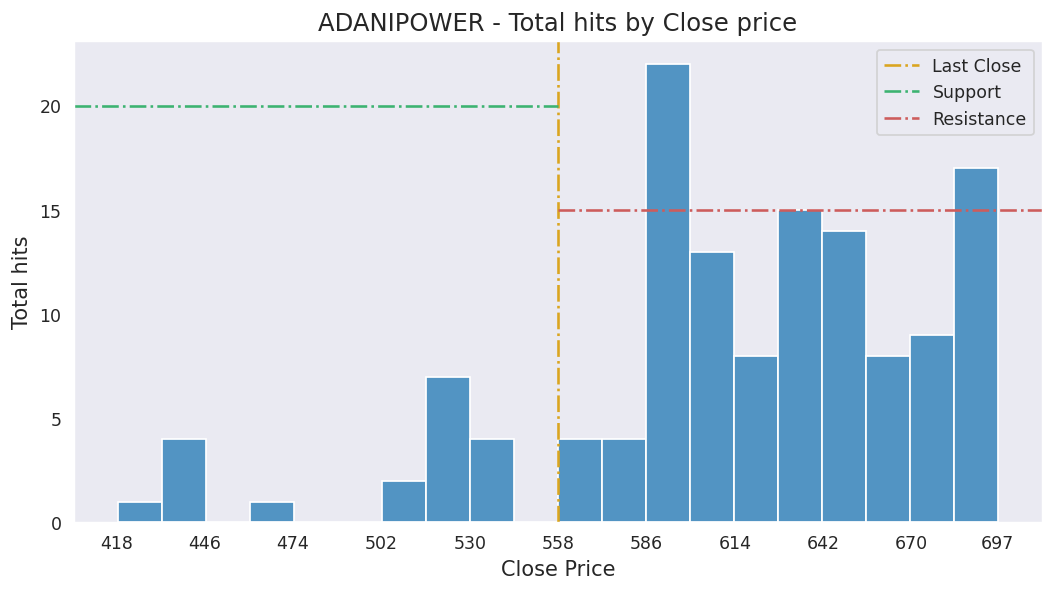 ADANIPOWER - Total hits by Close price
Last Close
Support
Resistance
Total hits
20
15
10
5
0
418 446 474 502 530 558 586 614 642 670 697
Close Price